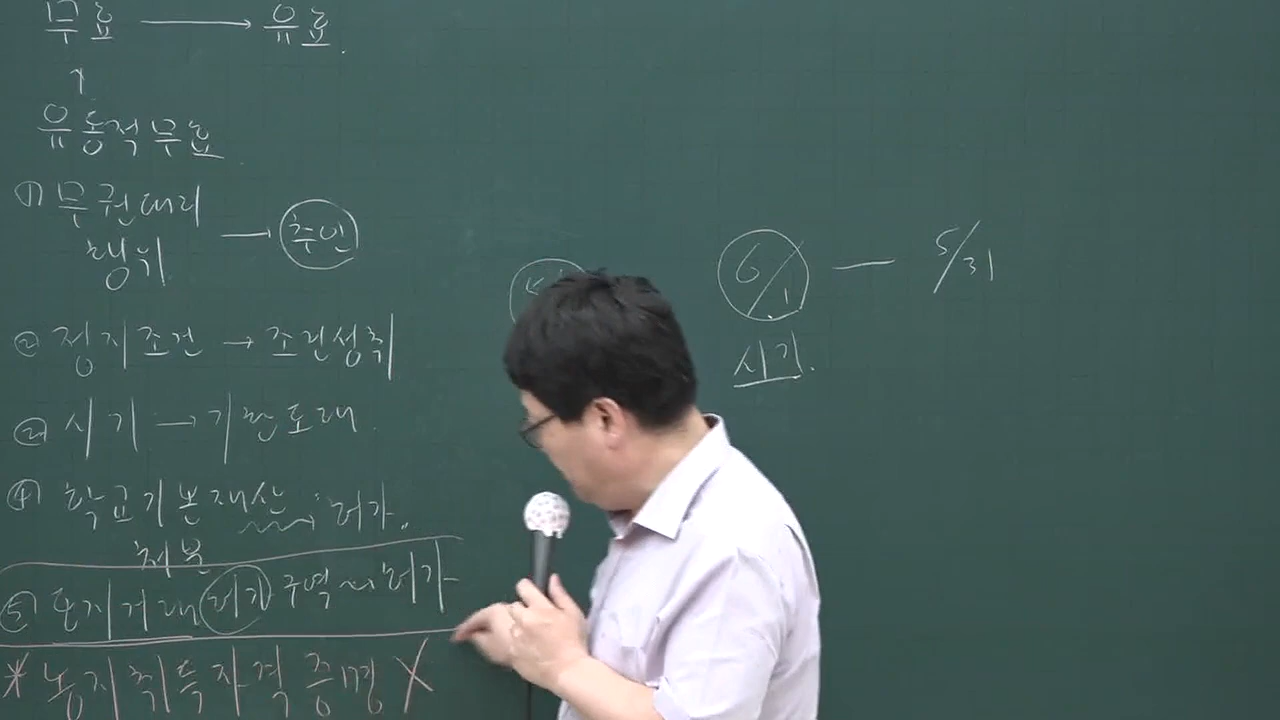 무효 → 유효.
↑
유동적무효
① 무권대리
행위 → 추인
② 정지조건 → 조건성취
③ 시기 → 기한도래
④ 학교기본재산 허가.
처분
⑤ 토지거래허가구역 허가
* 농지취득자격증명 X
6/1 — 5/31
시기.